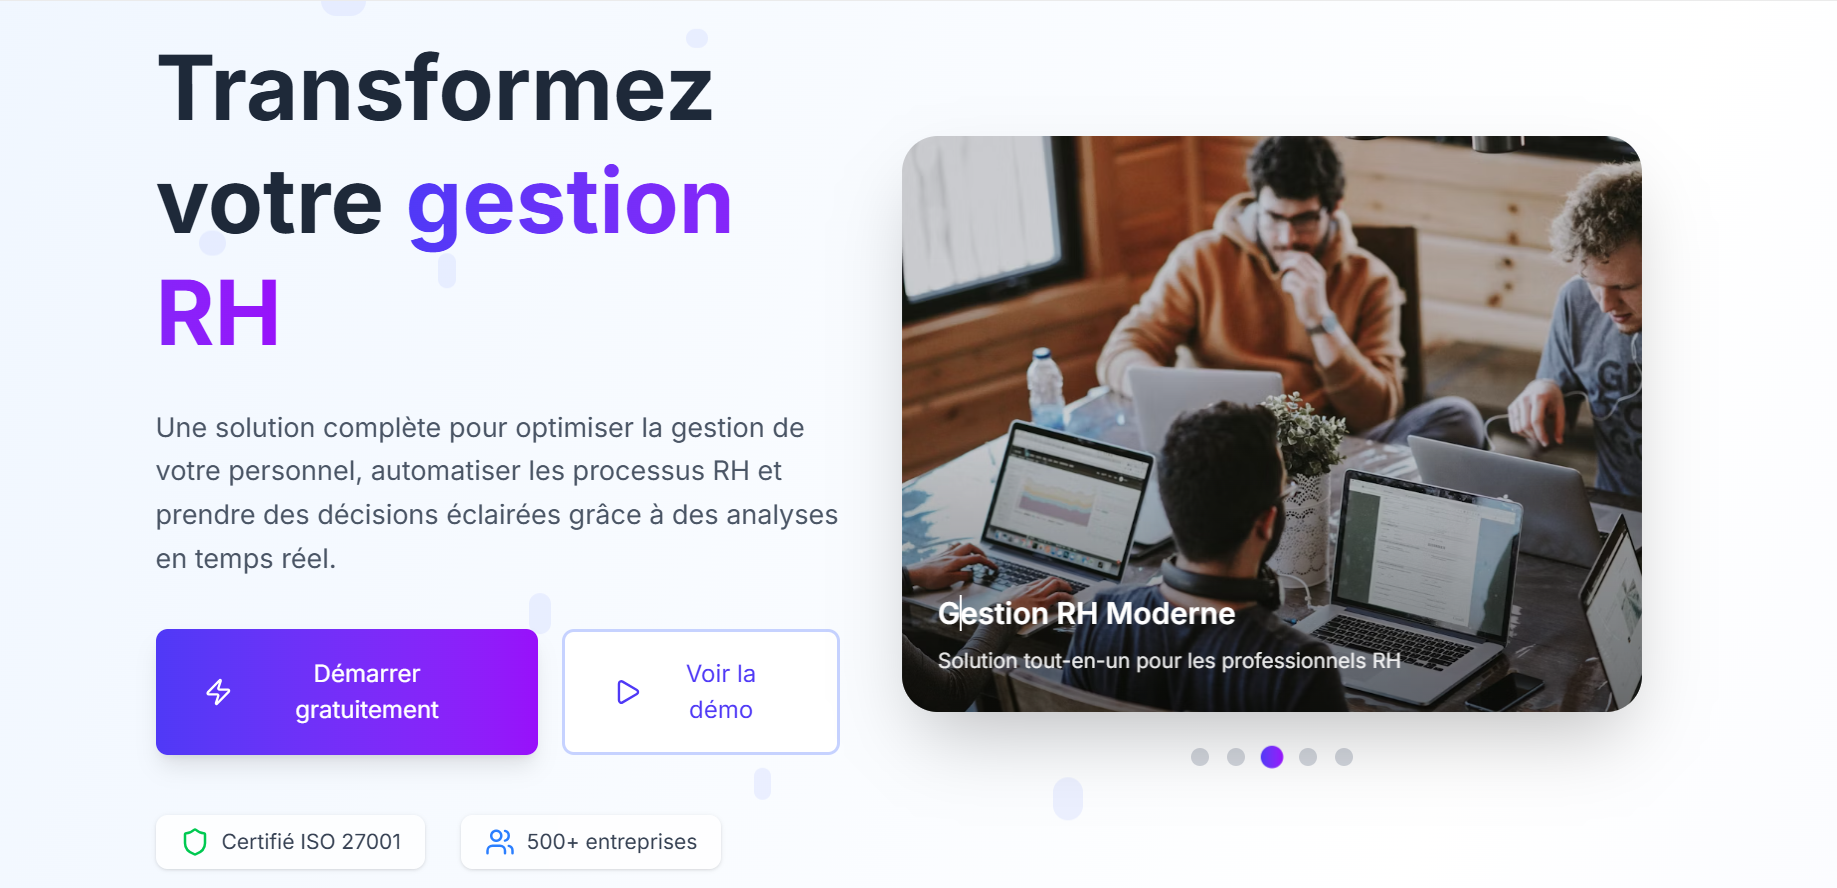 Transformez
votre gestion
RH
Une solution complète pour optimiser la gestion de
votre personnel, automatiser les processus RH et
prendre des décisions éclairées grâce à des analyses
en temps réel.
Démarrer
gratuitement
Voir la
démo
Certifié ISO 27001
500+ entreprises
Gestion RH Moderne
Solution tout-en-un pour les professionnels RH